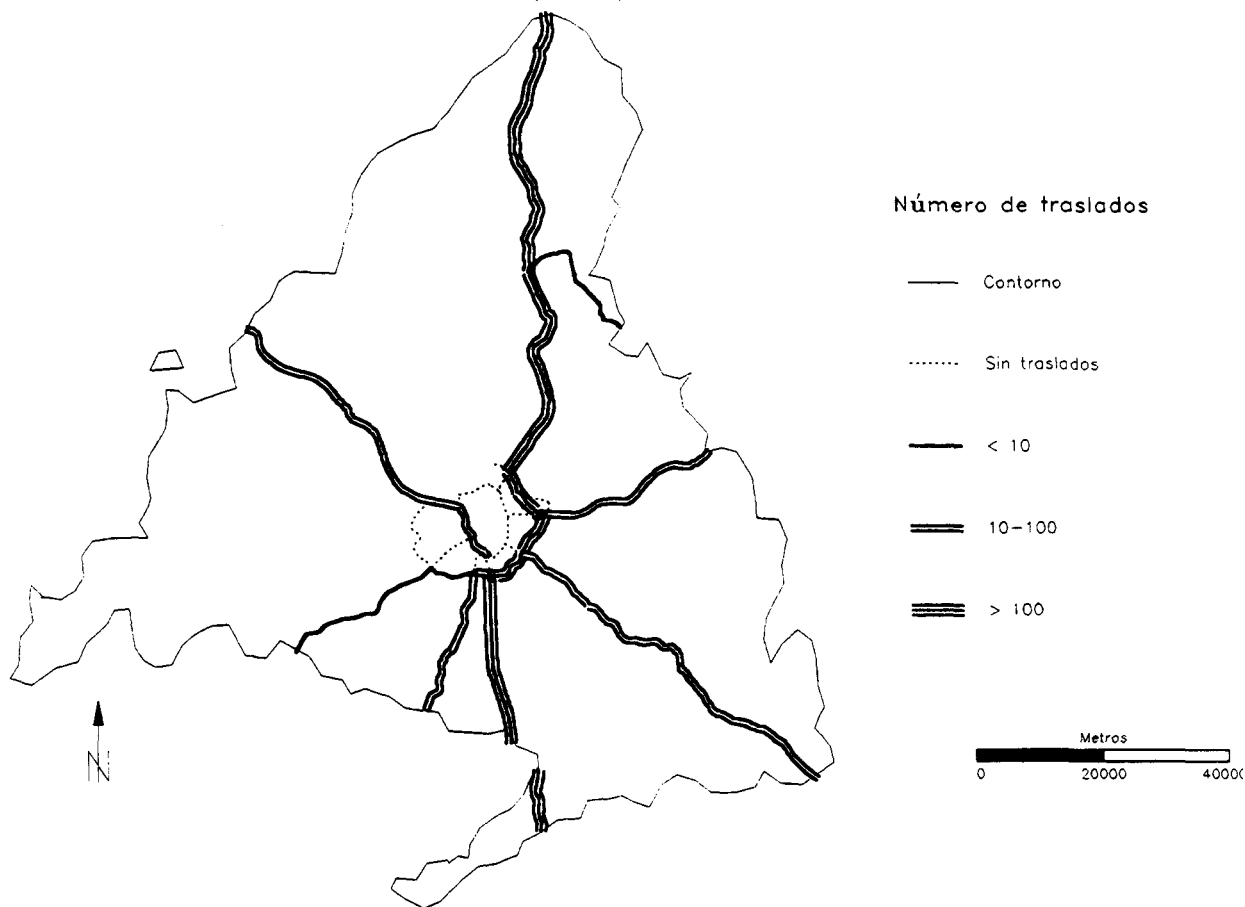 Número de traslados
Contorno
Sin traslados
< 10
10-100
> 100
N
Metros
0 20000 40000